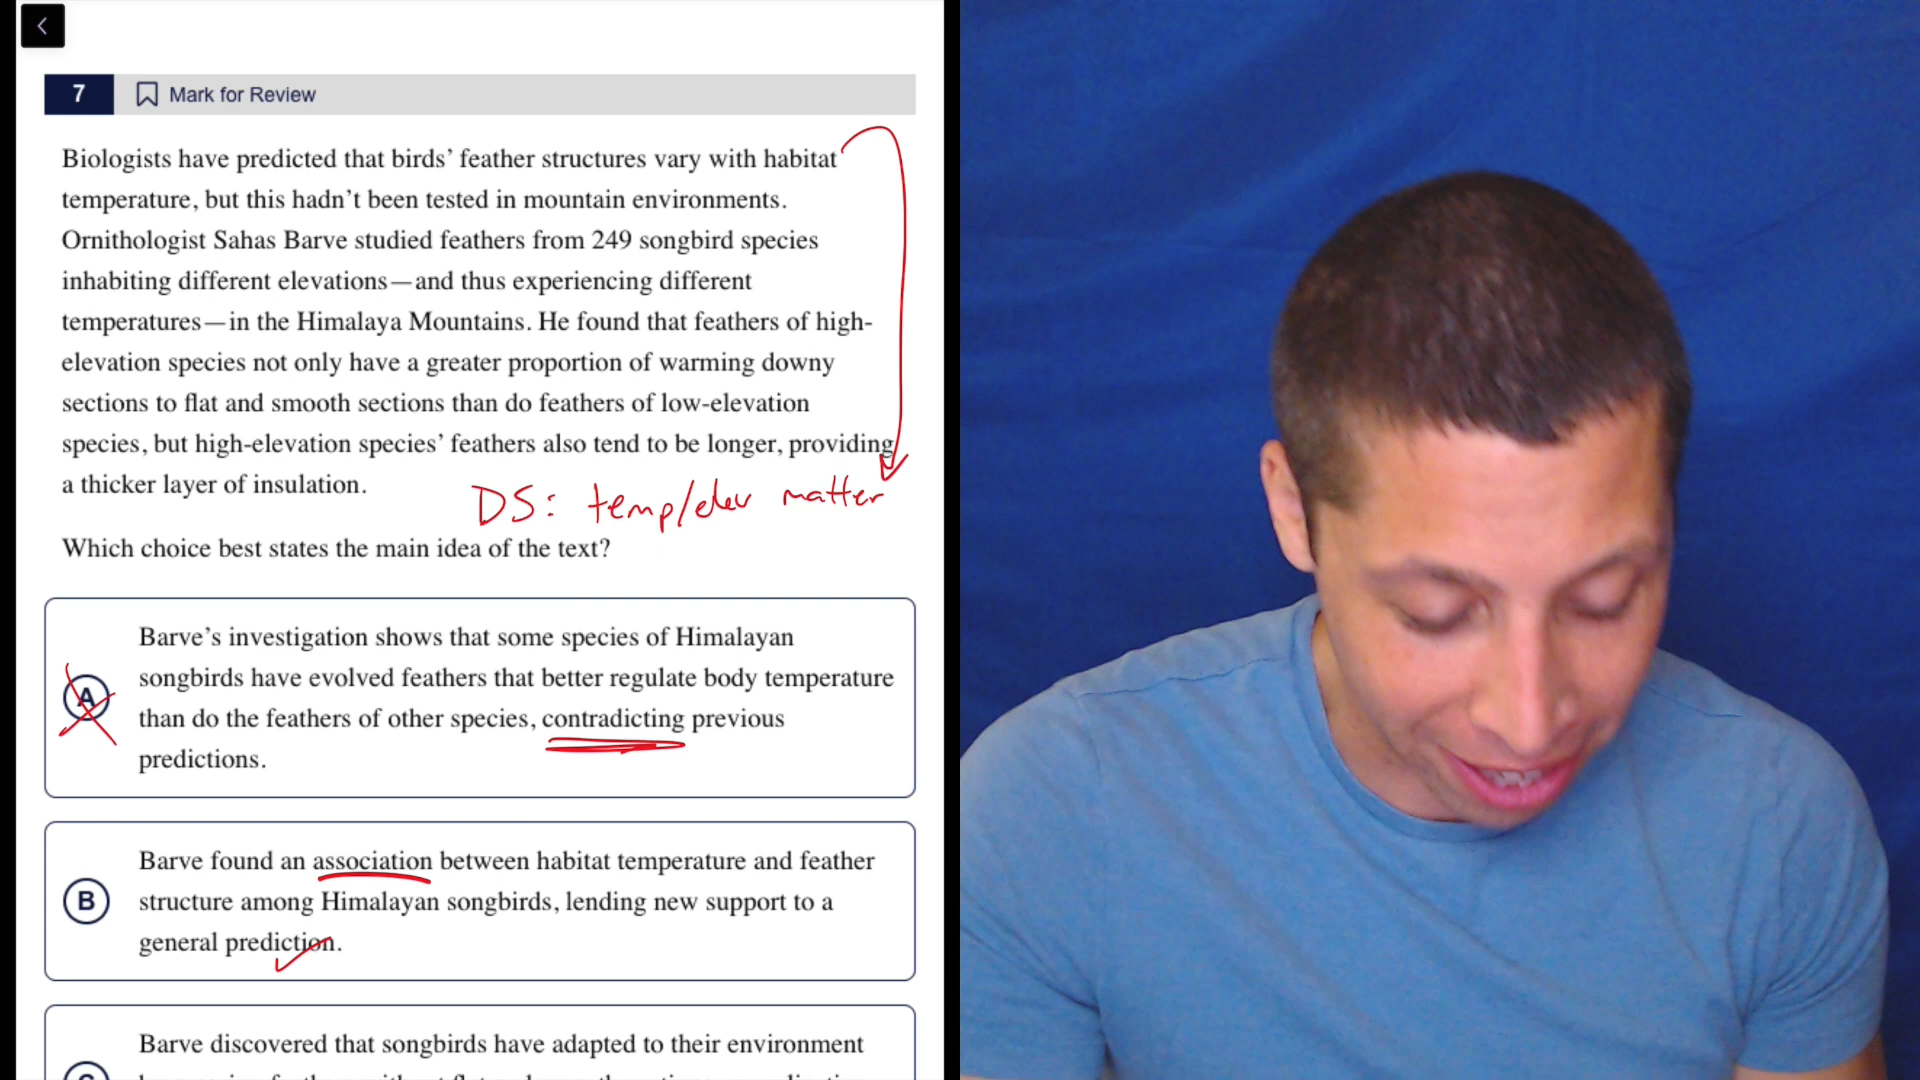 7 Mark for Review
Biologists have predicted that birds’ feather structures vary with habitat
temperature, but this hadn’t been tested in mountain environments.
Ornithologist Sahas Barve studied feathers from 249 songbird species
inhabiting different elevations—and thus experiencing different
temperatures—in the Himalaya Mountains. He found that feathers of high-
elevation species not only have a greater proportion of warming downy
sections to flat and smooth sections than do feathers of low-elevation
species, but high-elevation species’ feathers also tend to be longer, providing
a thicker layer of insulation.
DS: temp/elev matter
Which choice best states the main idea of the text?
Barve’s investigation shows that some species of Himalayan
songbirds have evolved feathers that better regulate body temperature
A than do the feathers of other species, contradicting previous
predictions.
Barve found an association between habitat temperature and feather
B structure among Himalayan songbirds, lending new support to a
general prediction.
Barve discovered that songbirds have adapted to their environment